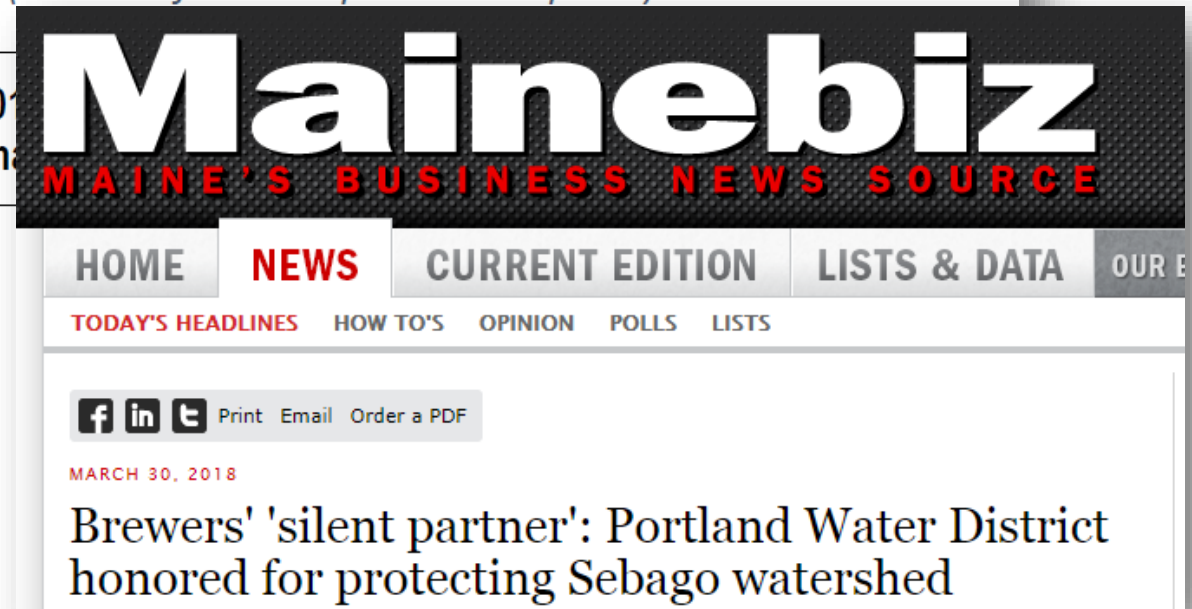 Mainebiz
MAINE'S BUSINESS NEWS SOURCE
HOME NEWS CURRENT EDITION LISTS & DATA OUR
TODAY'S HEADLINES HOW TO'S OPINION POLLS LISTS
Print Email Order a PDF
MARCH 30, 2018
Brewers' 'silent partner': Portland Water District
honored for protecting Sebago watershed